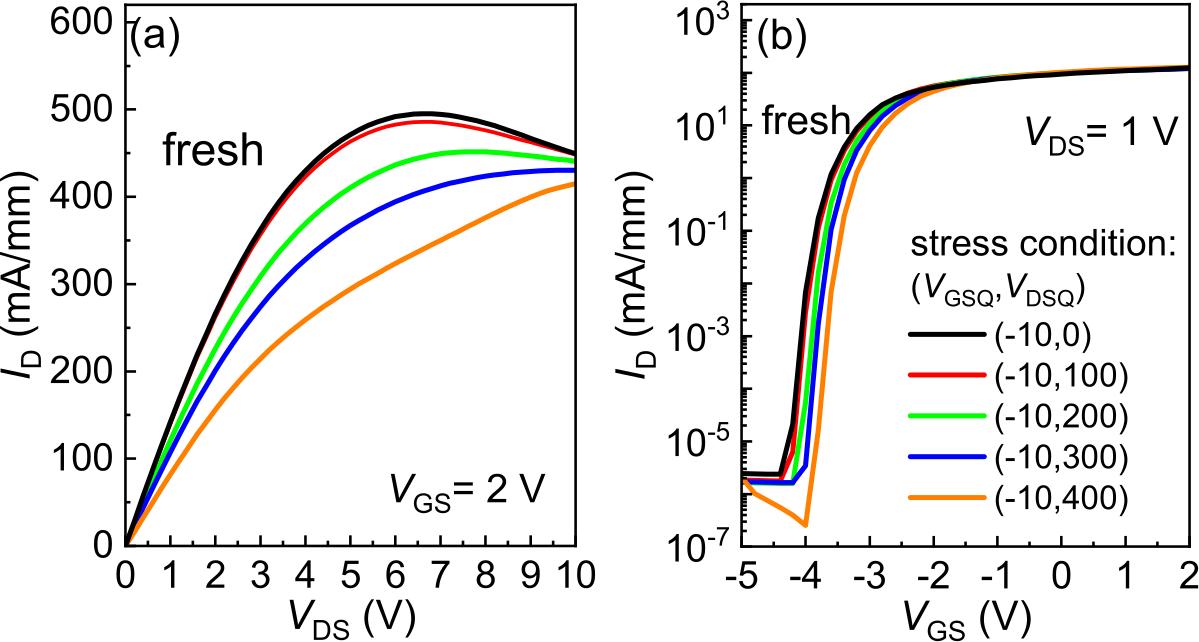 (a)
600
500
400
300
200
100
0
fresh
V_GS= 2 V
I_D (mA/mm)
0 1 2 3 4 5 6 7 8 9 10
V_DS (V)
(b)
10^3
10^1
10^-1
10^-3
10^-5
10^-7
fresh
V_DS= 1 V
stress condition:
(V_GSQ,V_DSQ)
(-10,0)
(-10,100)
(-10,200)
(-10,300)
(-10,400)
I_D (mA/mm)
-5 -4 -3 -2 -1 0 1 2
V_GS (V)